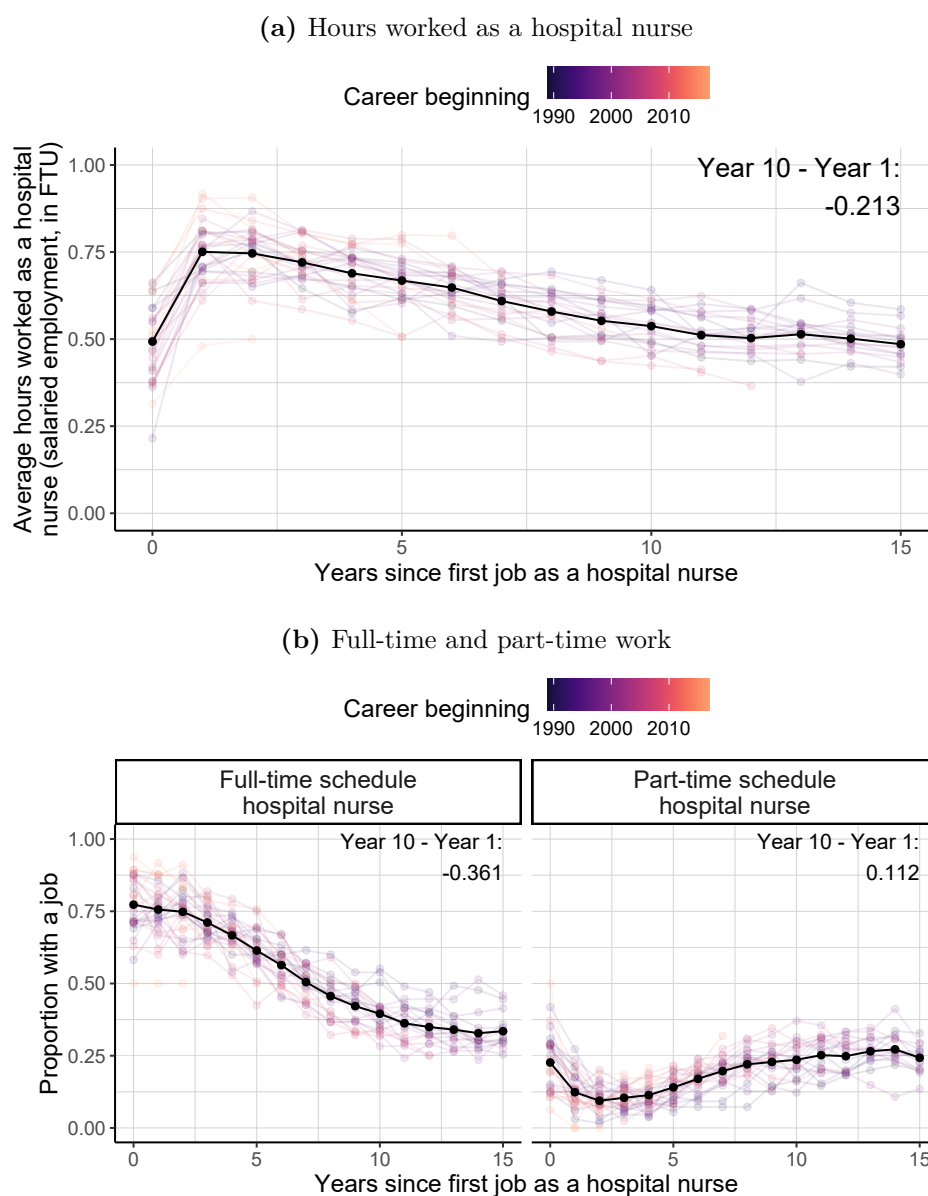 (a) Hours worked as a hospital nurse
Career beginning
1990 2000 2010
Average hours worked as a hospital
nurse (salaried employment, in FTU)
1.00
0.75
0.50
0.25
0.00
Year 10 - Year 1:
-0.213
0 5 10 15
Years since first job as a hospital nurse
(b) Full-time and part-time work
Career beginning
1990 2000 2010
Full-time schedule
hospital nurse
Part-time schedule
hospital nurse
Proportion with a job
1.00
0.75
0.50
0.25
0.00
Year 10 - Year 1:
-0.361
Year 10 - Year 1:
0.112
0 5 10 15
0 5 10 15
Years since first job as a hospital nurse